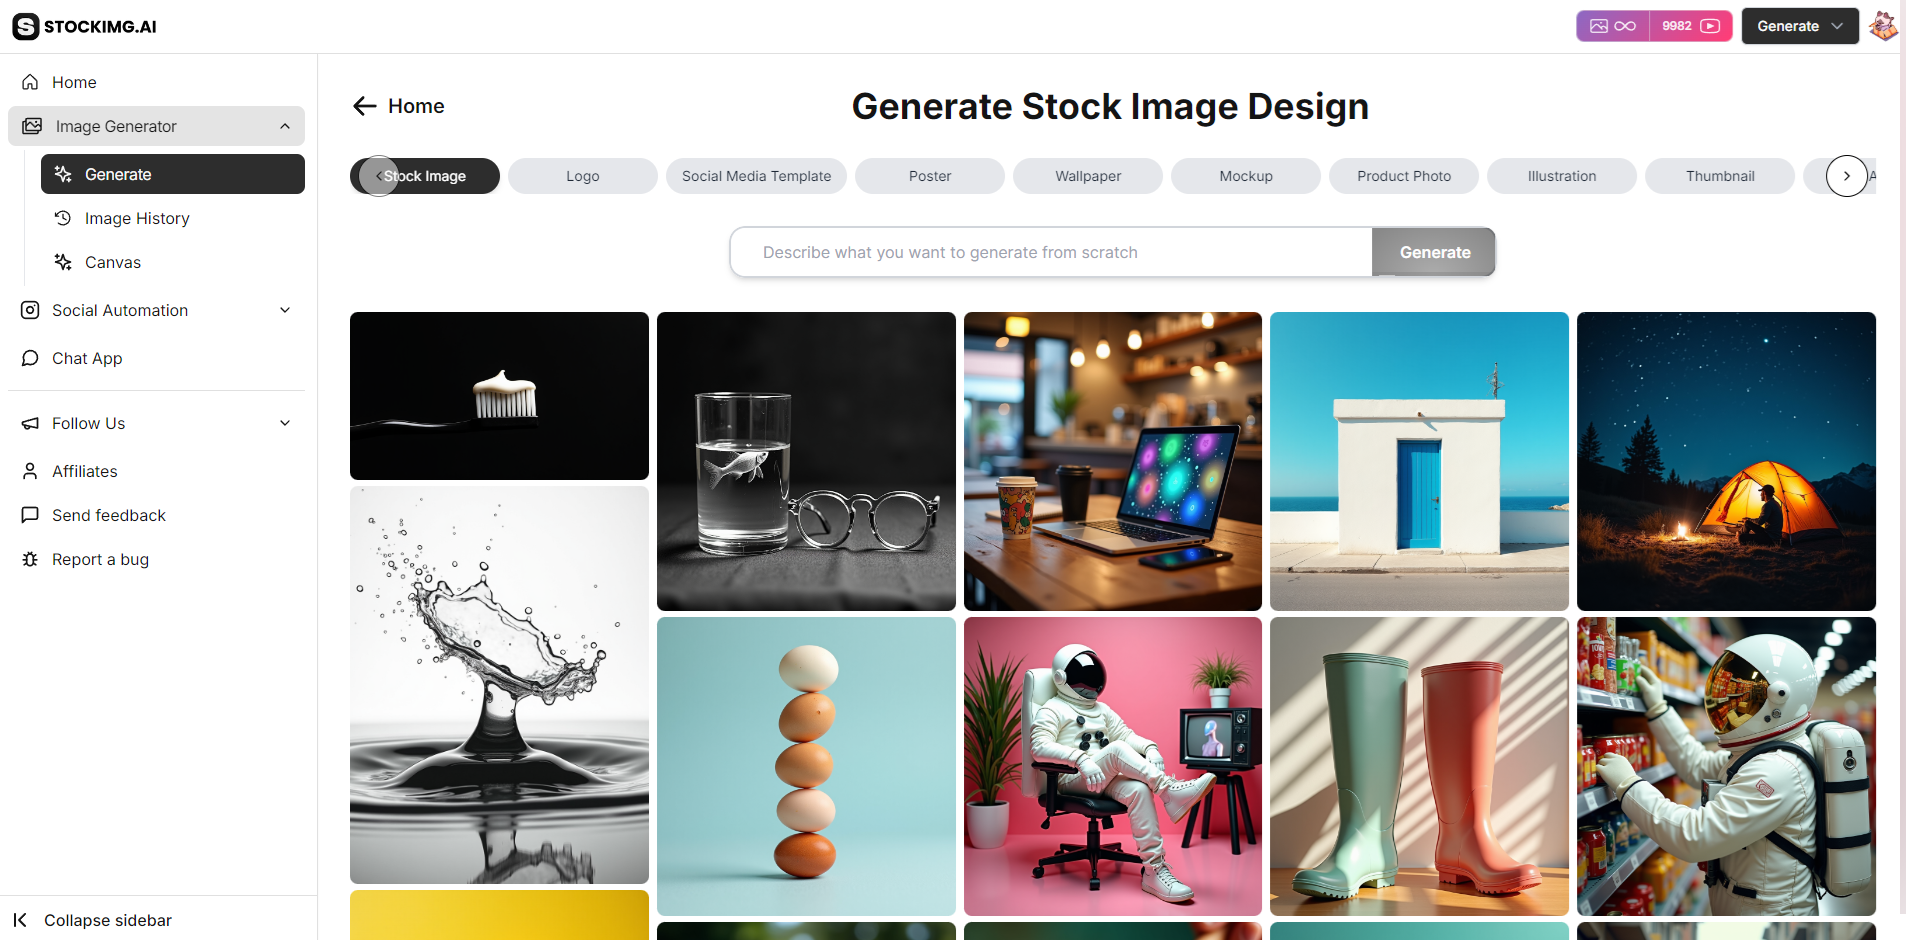 STOCKIMG.AI
9982
Generate
Home
Image Generator
Generate
Image History
Canvas
Social Automation
Chat App
Follow Us
Affiliates
Send feedback
Report a bug
Collapse sidebar
Home
Generate Stock Image Design
Stock Image
Logo
Social Media Template
Poster
Wallpaper
Mockup
Product Photo
Illustration
Thumbnail
A
Describe what you want to generate from scratch
Generate